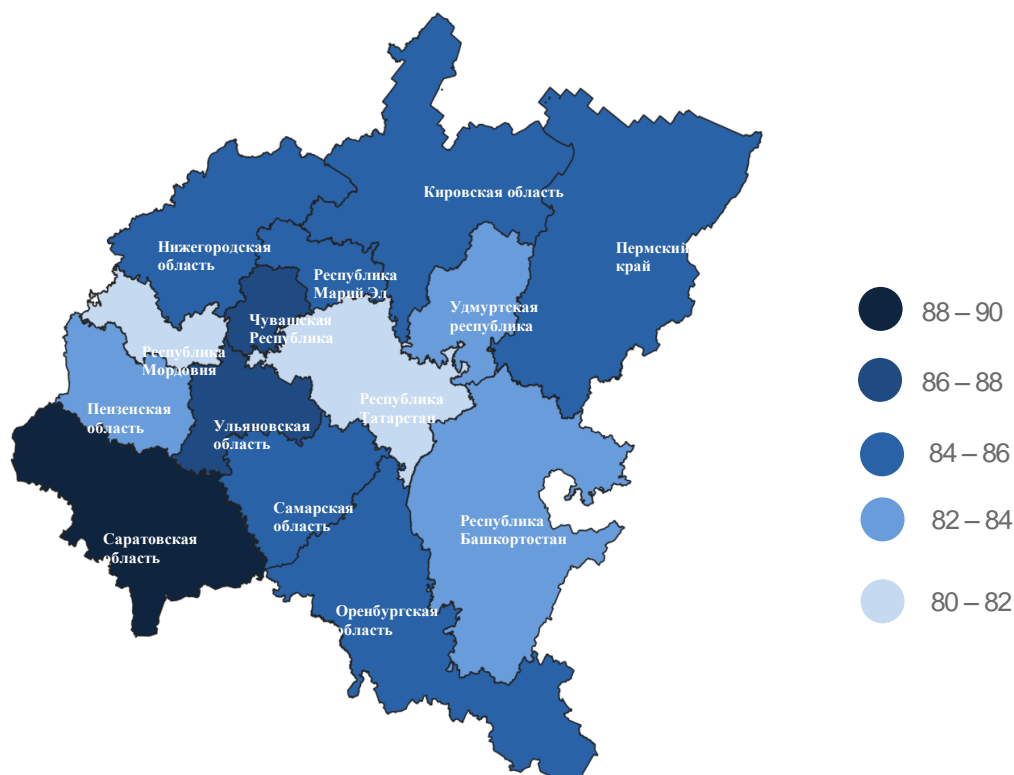 Кировская область
Нижегородская
область
Пермский
край
Республика
Марий Эл
Удмуртская
республика
Чувашская
Республика
Республика
Мордовия
Республика
Татарстан
Пензенская
область
Ульяновская
область
Самарская
область
Республика
Башкортостан
Саратовская
область
Оренбургская
область
88 – 90
86 – 88
84 – 86
82 – 84
80 – 82